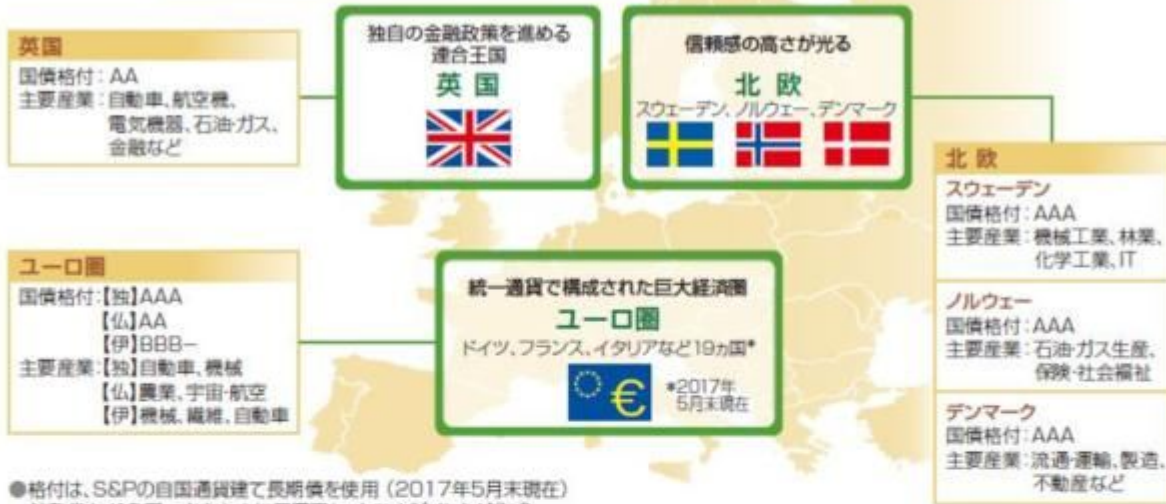 英国
国債格付：AA
主要産業：自動車、航空機、
電気機器、石油・ガス、
金融など
独自の金融政策を進める
連合王国
英国
信頼感の高さが光る
北欧
スウェーデン、ノルウェー、デンマーク
ユーロ圏
国債格付：【独】AAA
【仏】AA
【伊】BBB−
主要産業：【独】自動車、機械
【仏】農業、宇宙・航空
【伊】機械、繊維、自動車
統一通貨で構成された巨大経済圏
ユーロ圏
ドイツ、フランス、イタリアなど19ヵ国*
€
*2017年
5月末現在
北欧
スウェーデン
国債格付：AAA
主要産業：機械工業、林業、
化学工業、IT
ノルウェー
国債格付：AAA
主要産業：石油・ガス生産、
保険・社会福祉
デンマーク
国債格付：AAA
主要産業：流通・運輸、製造、
不動産など
●格付は、S&Pの自国通貨建て長期債を使用（2017年5月末現在）